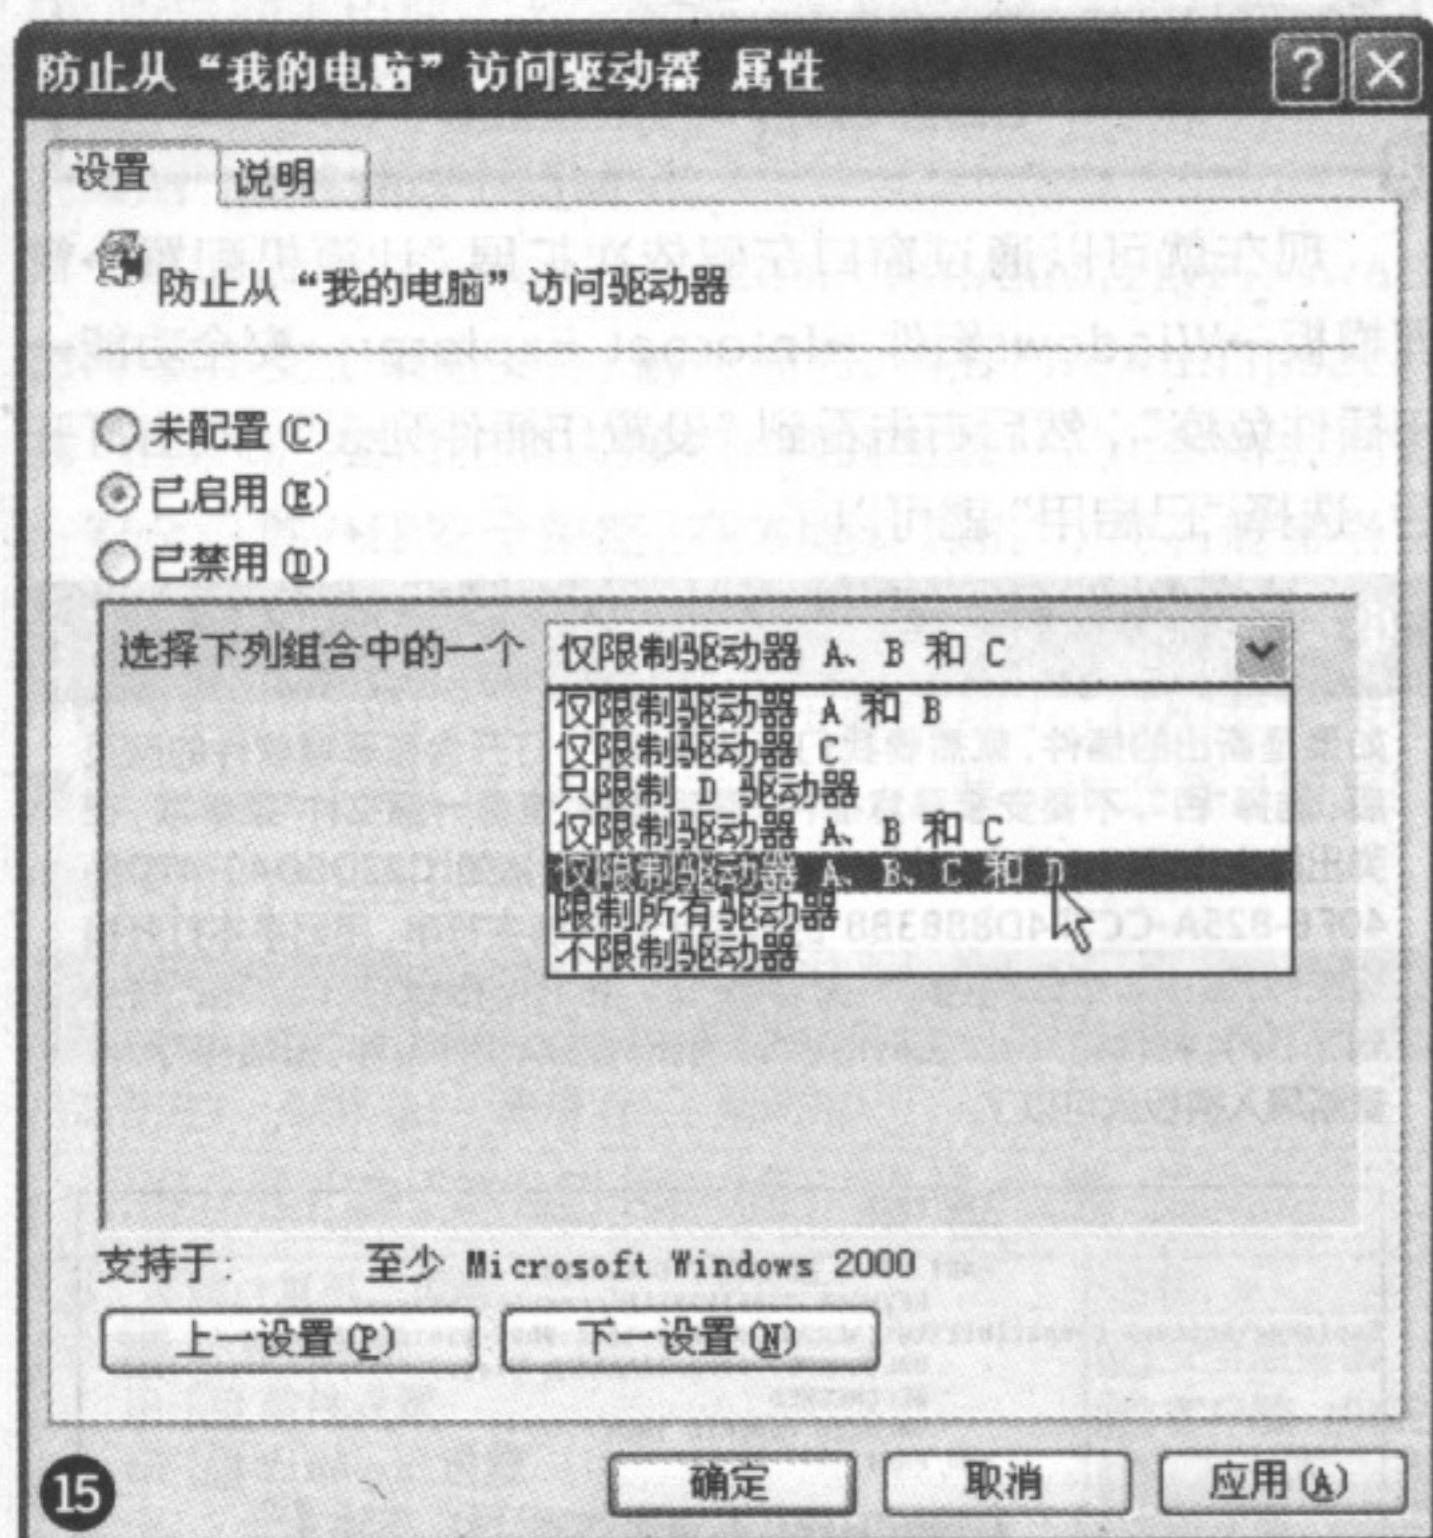 防止从“我的电脑”访问驱动器 属性
设置
说明
防止从“我的电脑”访问驱动器
未配置(C)
已启用(E)
已禁用(D)
选择下列组合中的一个
仅限制驱动器 A、B 和 C
仅限制驱动器 A 和 B
仅限制驱动器 C
只限制 D 驱动器
仅限制驱动器 A、B 和 C
仅限制驱动器 A、B、C 和 D
限制所有驱动器
不限制驱动器
支持于: 至少 Microsoft Windows 2000
上一设置(P)
下一设置(N)
15
确定
取消
应用(A)